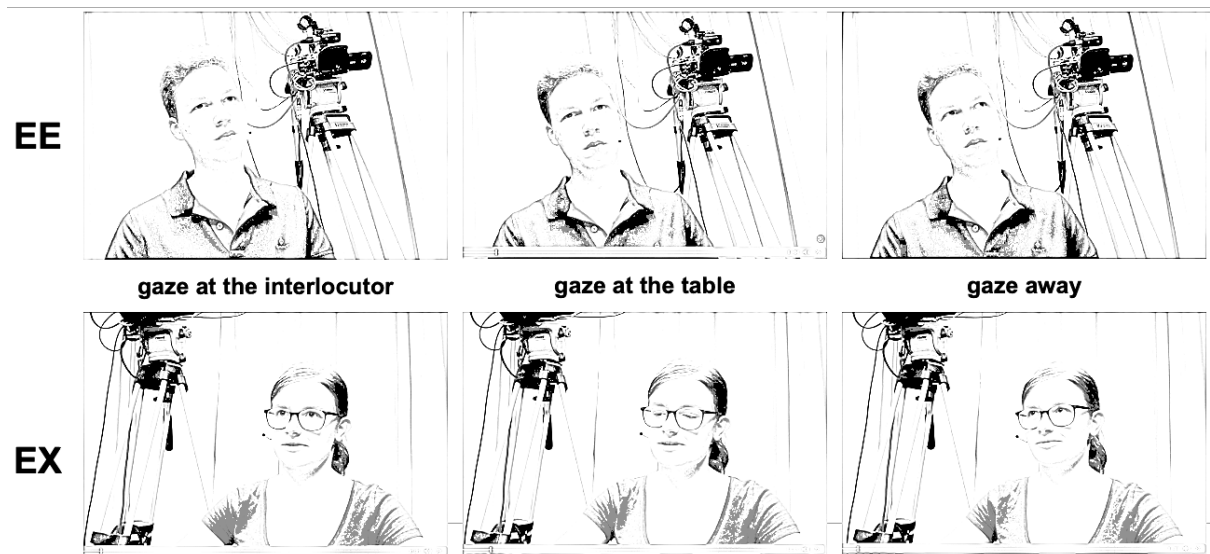 EE
gaze at the interlocutor
gaze at the table
gaze away
EX